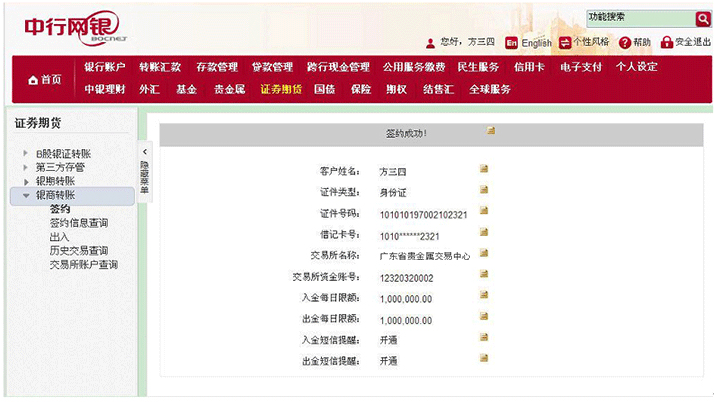 中行网银
BOCNET
功能搜索
您好，方三四 En English 个性风格 帮助 安全退出
首页
银行账户 转账汇款 存款管理 贷款管理 跨行现金管理 公用服务缴费 民生服务 信用卡 电子支付 个人设定
中银理财 外汇 基金 贵金属 证券期货 国债 保险 期权 结售汇 全球服务
证券期货
B股银证转账
第三方存管
银期转账
银商转账
签约
签约信息查询
出入
历史交易查询
交易所账户查询
隐藏菜单
签约成功！
客户姓名： 方三四
证件类型： 身份证
证件号码： 101010197002102321
借记卡号： 1010******2321
交易所名称： 广东省贵金属交易中心
交易所资金账号： 12320320002
入金每日限额： 1,000,000.00
出金每日限额： 1,000,000.00
入金短信提醒： 开通
出金短信提醒： 开通